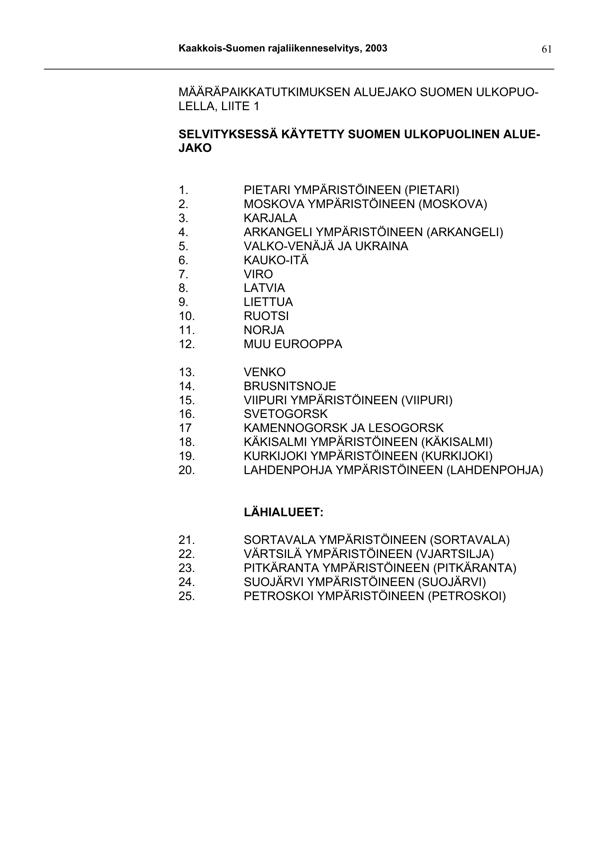 Kaakkois-Suomen rajaliikenneselvitys, 2003 61
MÄÄRÄPAIKKATUTKIMUKSEN ALUEJAKO SUOMEN ULKOPUO-
LELLA, LIITE 1
SELVITYKSESSÄ KÄYTETTY SUOMEN ULKOPUOLINEN ALUE-
JAKO
1. PIETARI YMPÄRISTÖINEEN (PIETARI)
2. MOSKOVA YMPÄRISTÖINEEN (MOSKOVA)
3. KARJALA
4. ARKANGELI YMPÄRISTÖINEEN (ARKANGELI)
5. VALKO-VENÄJÄ JA UKRAINA
6. KAUKO-ITÄ
7. VIRO
8. LATVIA
9. LIETTUA
10. RUOTSI
11. NORJA
12. MUU EUROOPPA
13. VENKO
14. BRUSNITSNOJE
15. VIIPURI YMPÄRISTÖINEEN (VIIPURI)
16. SVETOGORSK
17 KAMENNOGORSK JA LESOGORSK
18. KÄKISALMI YMPÄRISTÖINEEN (KÄKISALMI)
19. KURKIJOKI YMPÄRISTÖINEEN (KURKIJOKI)
20. LAHDENPOHJA YMPÄRISTÖINEEN (LAHDENPOHJA)
LÄHIALUEET:
21. SORTAVALA YMPÄRISTÖINEEN (SORTAVALA)
22. VÄRTSILÄ YMPÄRISTÖINEEN (VJARTSILJA)
23. PITKÄRANTA YMPÄRISTÖINEEN (PITKÄRANTA)
24. SUOJÄRVI YMPÄRISTÖINEEN (SUOJÄRVI)
25. PETROSKOI YMPÄRISTÖINEEN (PETROSKOI)